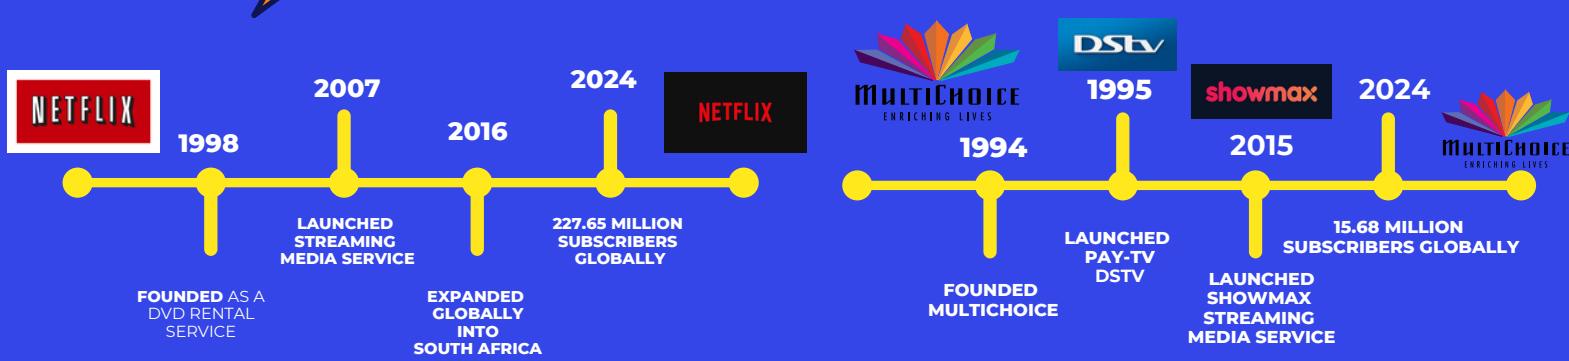 NETFLIX
1998
FOUNDED AS A
DVD RENTAL
SERVICE
2007
LAUNCHED
STREAMING
MEDIA SERVICE
2016
EXPANDED
GLOBALLY
INTO
SOUTH AFRICA
2024
227.65 MILLION
SUBSCRIBERS
GLOBALLY
NETFLIX
MULTICHOICE
ENRICHING LIVES
1994
FOUNDED
MULTICHOICE
DStv
1995
LAUNCHED
PAY-TV
DSTV
showmax
2015
LAUNCHED
SHOWMAX
STREAMING
MEDIA SERVICE
2024
15.68 MILLION
SUBSCRIBERS GLOBALLY
MULTICHOICE
ENRICHING LIVES